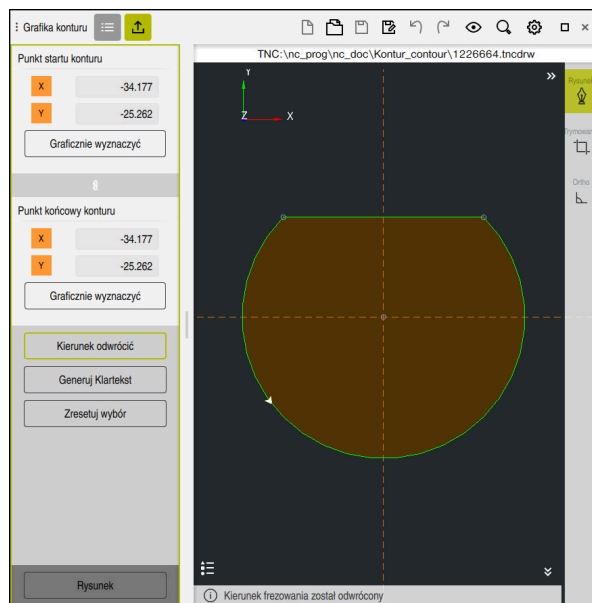 Grafika konturu
TNC:\nc_prog\nc_doc\Kontur_contour\1226664.tncdrw
Punkt startu konturu
X -34.177
Y -25.262
Graficznie wyznaczyć
Punkt końcowy konturu
X -34.177
Y -25.262
Graficznie wyznaczyć
Kierunek odwrócić
Generuj Klartekst
Zresetuj wybór
Rysunek
Y
Z X
Rysunek
Trymowan
Ortho
Kierunek frezowania został odwrócony